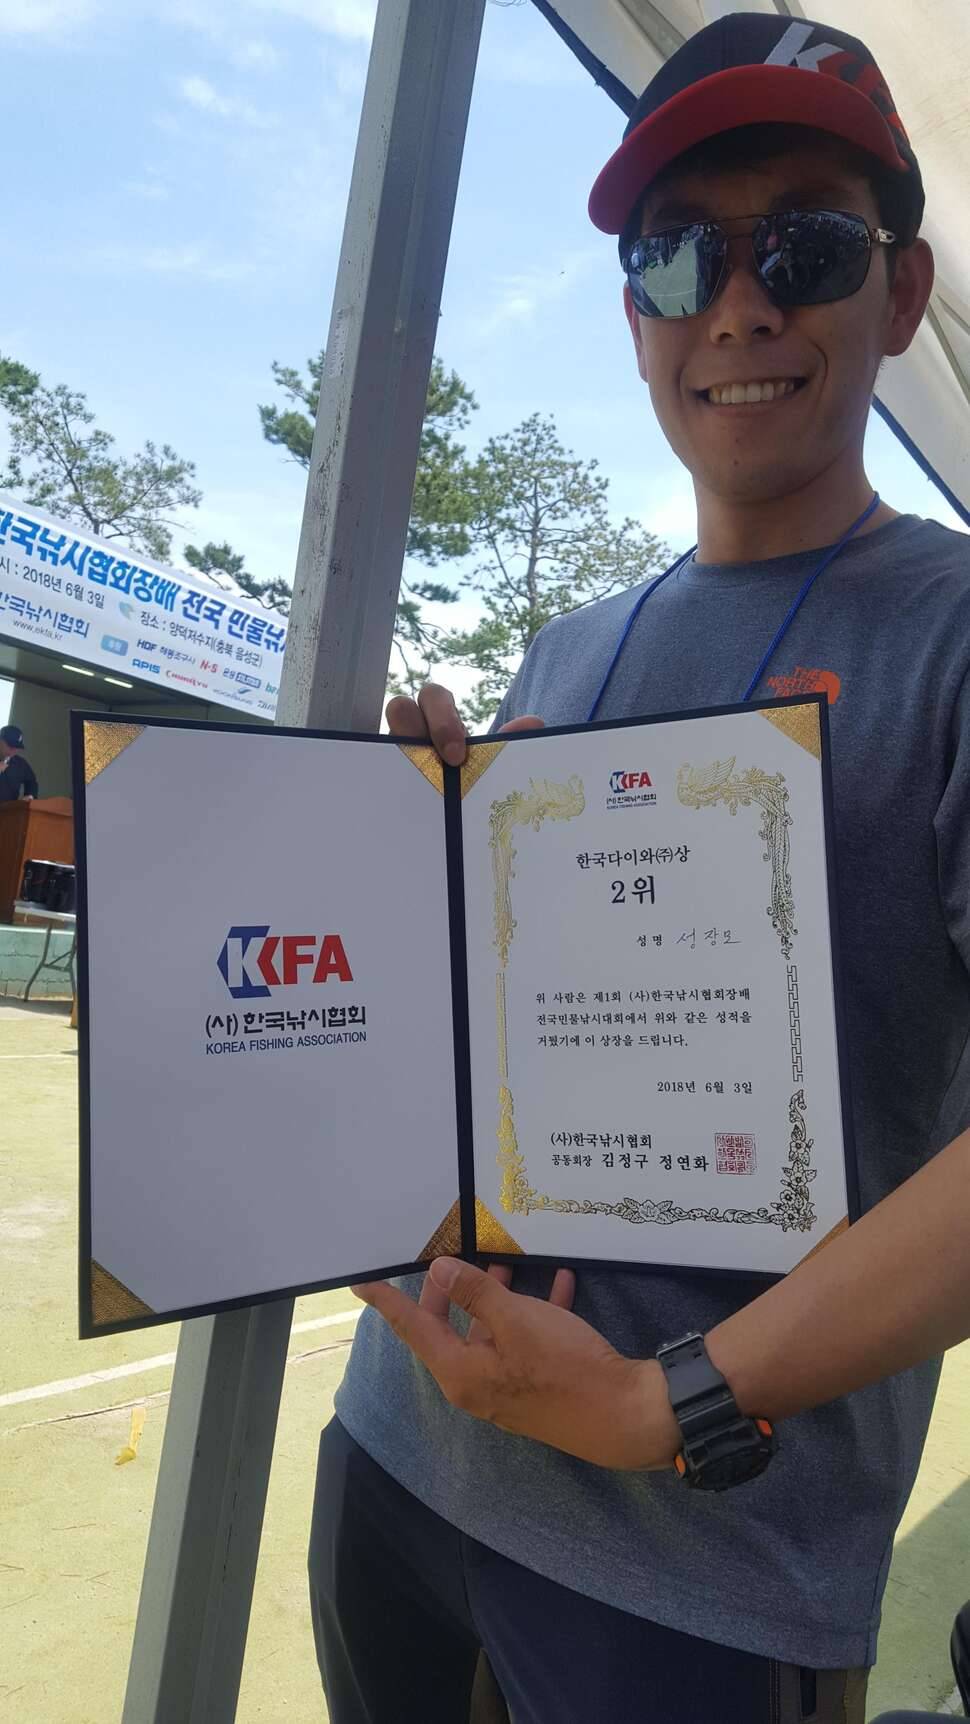 K
한국낚시협회장배 전국 민물낚시
시 : 2018년 6월 3일
장소 : 양덕저수지(충북 음성군)
한국낚시협회
www.ekfa.kr
HDF 해동조구사 N·S
APIS
THE
NORTH
FACE
KFA
(사)한국낚시협회
KOREA FISHING ASSOCIATION
KFA
(사)한국낚시협회
KOREA FISHING ASSOCIATION
한국다이와(주)상
2위
성명 성장모
위 사람은 제1회 (사)한국낚시협회장배
전국민물낚시대회에서 위와 같은 성적을
거뒀기에 이 상장을 드립니다.
2018년 6월 3일
(사)한국낚시협회
공동회장 김정구 정연화